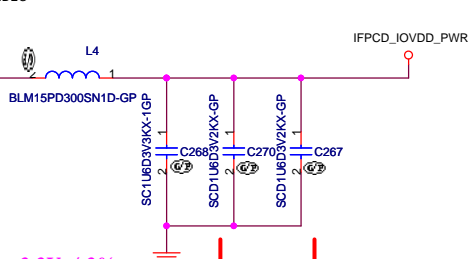 L4
IFPCD_IOVDD_PWR
2
1
BLM15PD300SN1D-GP
SC1U6D3V3KX-1GP
1
2
C268
G/P
SCD1U6D3V2KX-GP
1
2
C270
G/P
SCD1U6D3V2KX-GP
1
2
C267
G/P